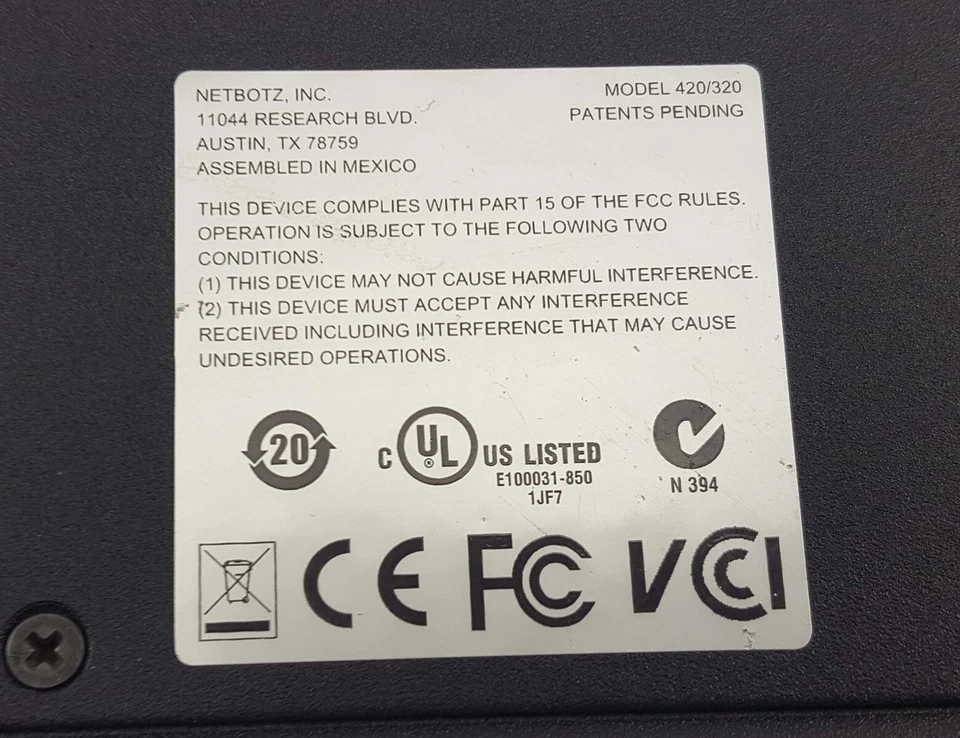 NETBOTZ, INC.
11044 RESEARCH BLVD.
AUSTIN, TX 78759
ASSEMBLED IN MEXICO
MODEL 420/320
PATENTS PENDING
THIS DEVICE COMPLIES WITH PART 15 OF THE FCC RULES.
OPERATION IS SUBJECT TO THE FOLLOWING TWO
CONDITIONS:
(1) THIS DEVICE MAY NOT CAUSE HARMFUL INTERFERENCE.
(2) THIS DEVICE MUST ACCEPT ANY INTERFERENCE
RECEIVED INCLUDING INTERFERENCE THAT MAY CAUSE
UNDESIRED OPERATIONS.
20
C UL® US LISTED
E100031-850
1JF7
N 394
CE FCC VCCI